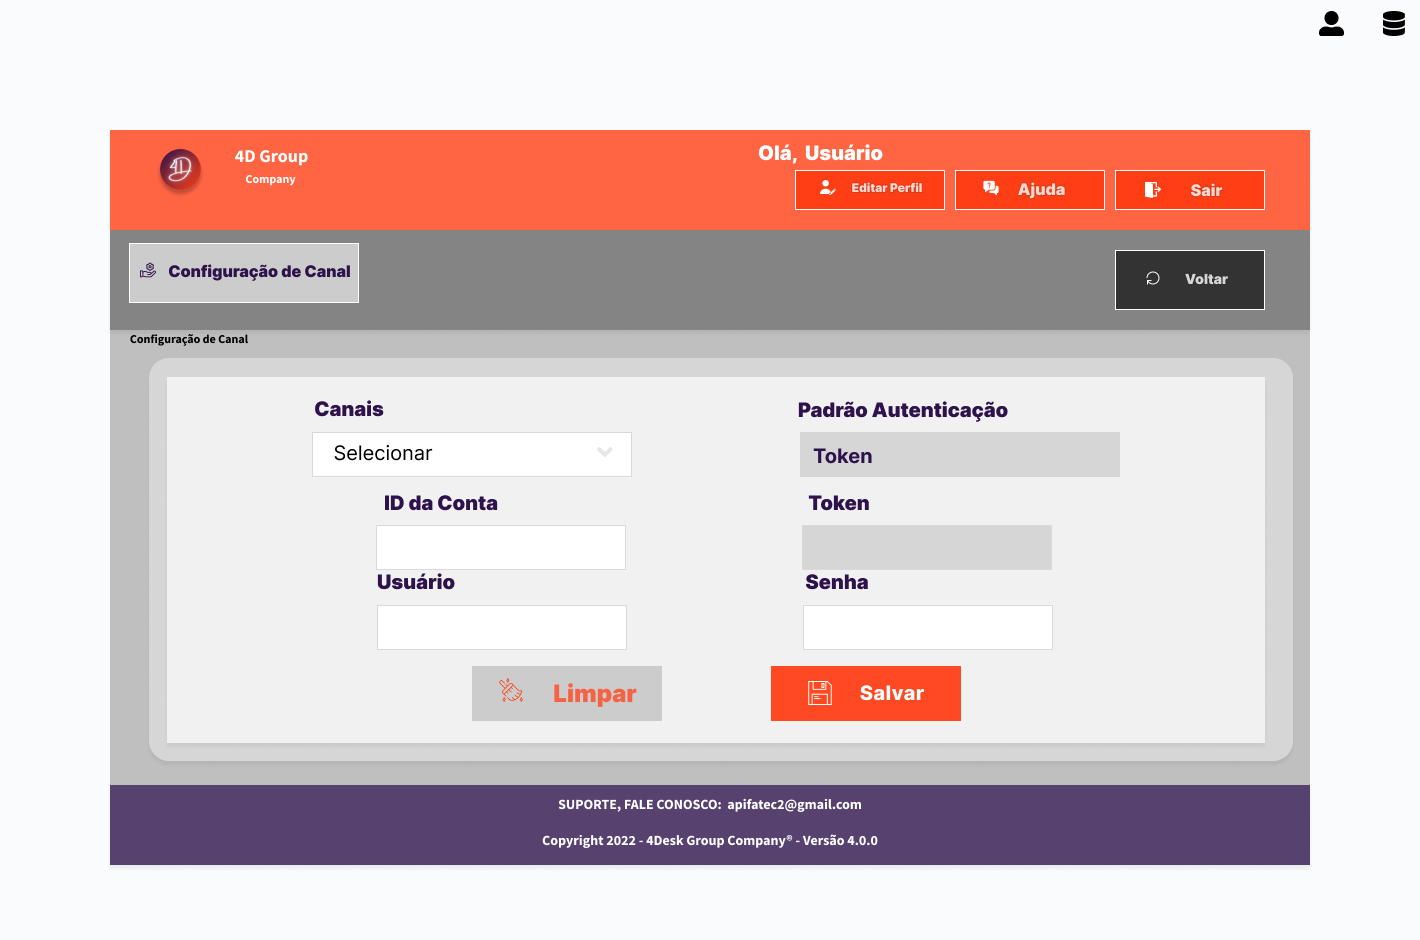 4D
4D Group
Company
Olá, Usuário
Editar Perfil
Ajuda
Sair
Configuração de Canal
Voltar
Configuração de Canal
Canais
Padrão Autenticação
Selecionar
Token
ID da Conta
Token
Usuário
Senha
Limpar
Salvar
SUPORTE, FALE CONOSCO: apifatec2@gmail.com
Copyright 2022 - 4Desk Group Company® - Versão 4.0.0